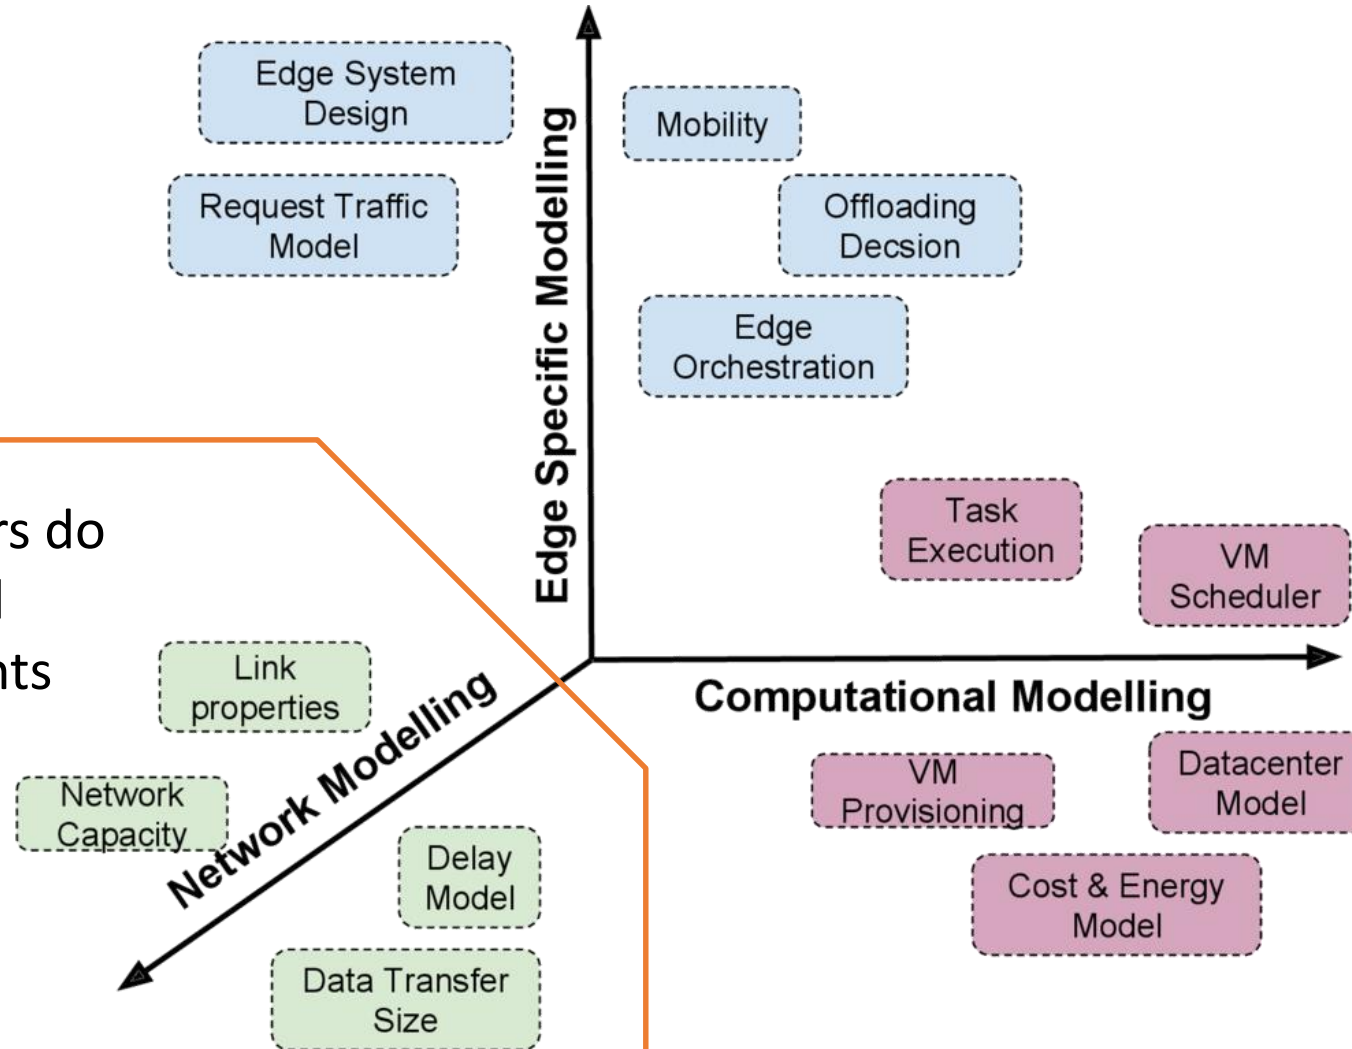 Edge System
Design
Mobility
Request Traffic
Model
Offloading
Decsion
Edge
Orchestration
Edge Specific Modelling
Task
Execution
VM
Scheduler
rs do
nts
Link
properties
Computational Modelling
Network Modelling
Network
Capacity
VM
Provisioning
Datacenter
Model
Delay
Model
Cost & Energy
Model
Data Transfer
Size